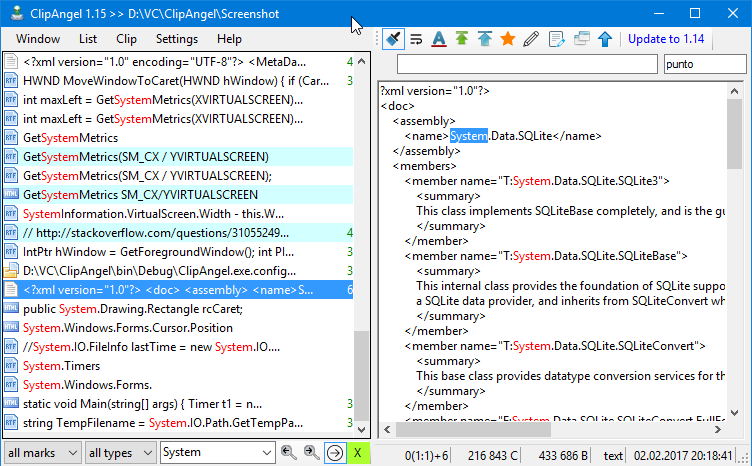 ClipAngel 1.15 >> D:\VC\ClipAngel\Screenshot
Window List Clip Settings Help
Update to 1.14
punto
<?xml version="1.0" encoding="UTF-8"?> <MetaDa... 4
HWND MoveWindowToCaret(HWND hWindow) { if (Car... 3
int maxLeft = GetSystemMetrics(XVIRTUALSCREEN)...
int maxLeft = GetSystemMetrics(XVIRTUALSCREEN)...
GetSystemMetrics
GetSystemMetrics(SM_CX / YVIRTUALSCREEN)
GetSystemMetrics(SM_CX / YVIRTUALSCREEN);
GetSystemMetrics SM_CX/YVIRTUALSCREEN
SystemInformation.VirtualScreen.Width - this.W...
// http://stackoverflow.com/questions/31055249... 4
IntPtr hWindow = GetForegroundWindow(); int Pl... 3
D:\VC\ClipAngel\bin\Debug\ClipAngel.exe.config... 3
<?xml version="1.0"?> <doc> <assembly> <name>S... 6
public System.Drawing.Rectangle rcCaret;
System.Windows.Forms.Cursor.Position
//System.IO.FileInfo lastTime = new System.IO....
System.Timers
System.Windows.Forms.
static void Main(string[] args) { Timer t1 = n... 3
string TempFilename = System.IO.Path.GetTempPa... 3
all marks all types System X
?xml version="1.0"?>
<doc>
<assembly>
<name>System.Data.SQLite</name>
</assembly>
<members>
<member name="T:System.Data.SQLite.SQLite3">
<summary>
This class implements SQLiteBase completely, and is the gu
</summary>
</member>
<member name="T:System.Data.SQLite.SQLiteBase">
<summary>
This internal class provides the foundation of SQLite suppo
a SQLite data provider, and inherits from SQLiteConvert wh
</summary>
</member>
<member name="T:System.Data.SQLite.SQLiteConvert">
<summary>
This base class provides datatype conversion services for th
</summary>
</member>
0(1:1)+6 216 843 C 433 686 B text 02.02.2017 20:18:41